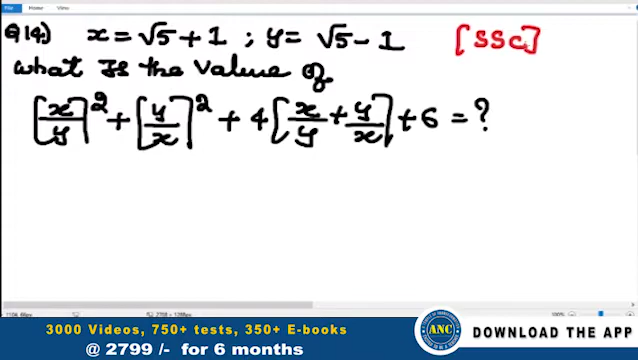 Home View
Q14.) x = √5 + 1 ; y = √5 - 1 [SSC]
What Is the Value of
[x/y]² + [y/x]² + 4[x/y + y/x] + 6 = ?
100%
3000 Videos, 750+ tests, 350+ E-books
@ 2799 /- for 6 months
ANC
DOWNLOAD THE APP